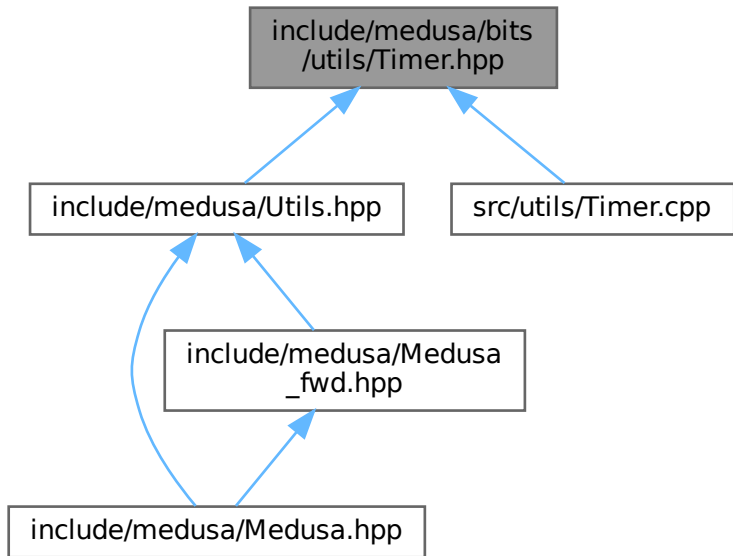 include/medusa/bits
/utils/Timer.hpp
include/medusa/Utils.hpp
src/utils/Timer.cpp
include/medusa/Medusa
_fwd.hpp
include/medusa/Medusa.hpp